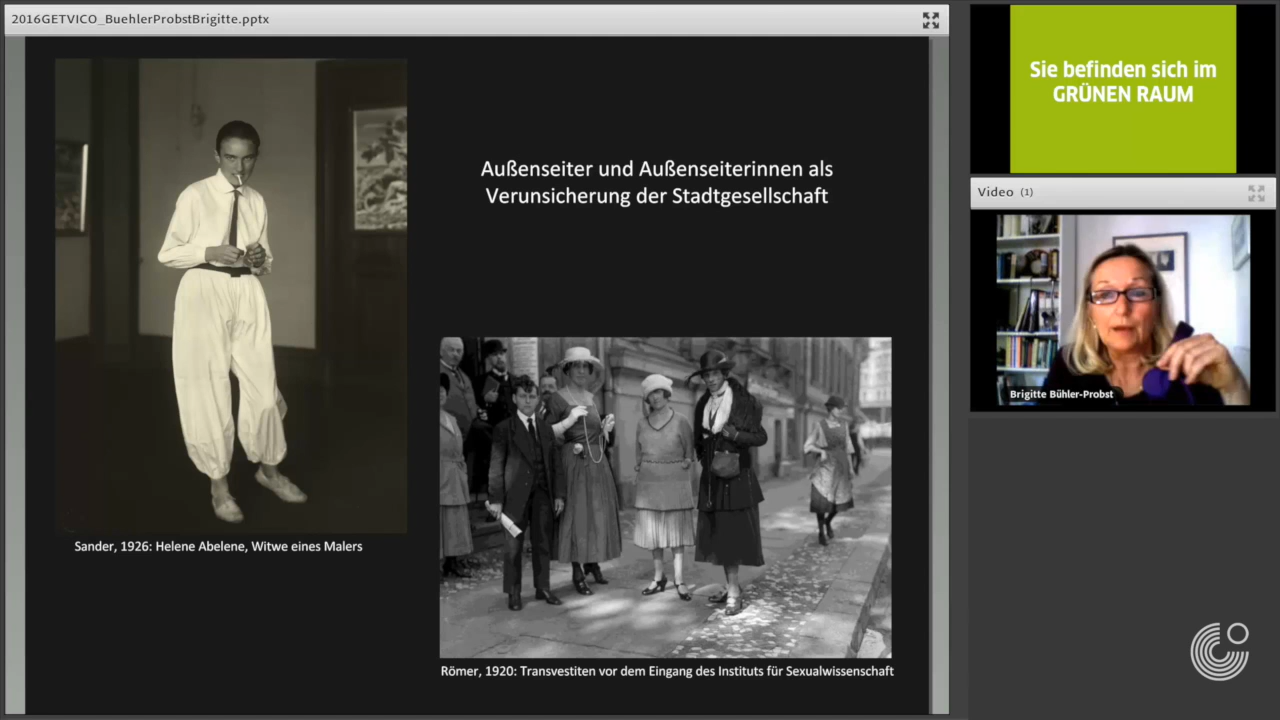 2016GETVICO_BuehlerProbstBrigitte.pptx
Außenseiter und Außenseiterinnen als
Verunsicherung der Stadtgesellschaft
Sander, 1926: Helene Abelene, Witwe eines Malers
Römer, 1920: Transvestiten vor dem Eingang des Instituts für Sexualwissenschaft
Sie befinden sich im
GRÜNEN RAUM
Video (1)
Brigitte Bühler-Probst